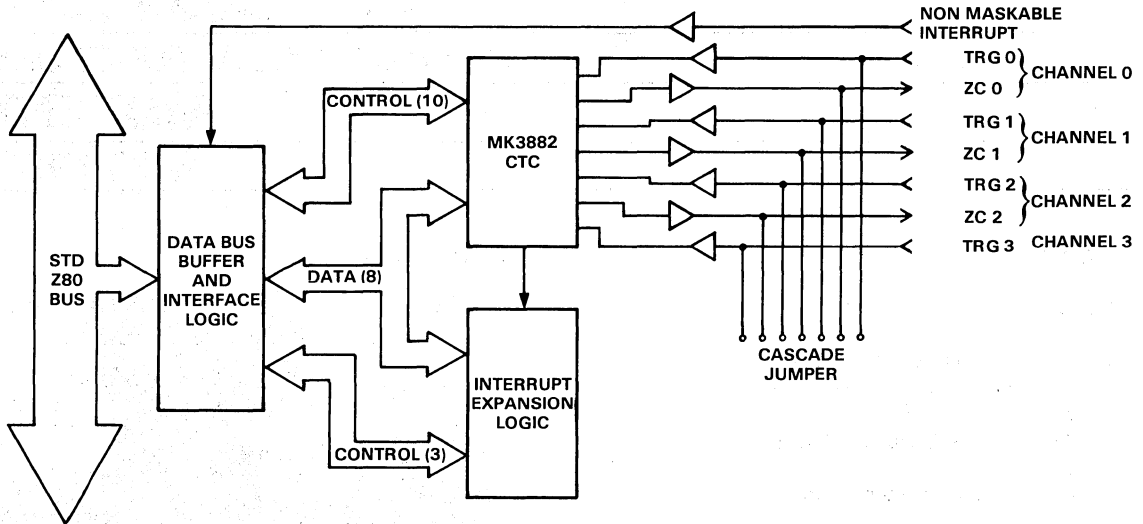 NON MASKABLE
INTERRUPT
TRG 0
CHANNEL 0
ZC 0
TRG 1
CHANNEL 1
ZC 1
TRG 2
CHANNEL 2
ZC 2
TRG 3
CHANNEL 3
CONTROL (10)
MK3882
CTC
STD
Z80
BUS
DATA BUS
BUFFER
AND
INTERFACE
LOGIC
DATA (8)
CASCADE
JUMPER
INTERRUPT
EXPANSION
LOGIC
CONTROL (3)